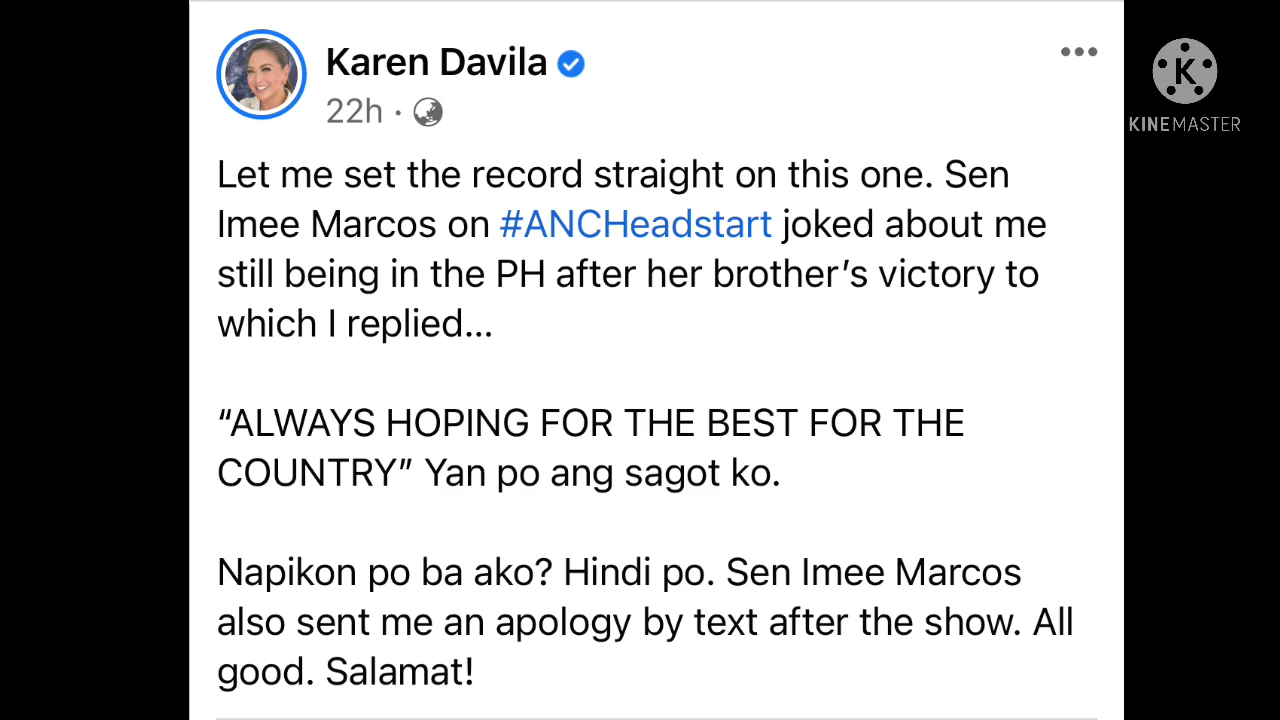 Karen Davila
22h ·
Let me set the record straight on this one. Sen
Imee Marcos on #ANCHeadstart joked about me
still being in the PH after her brother’s victory to
which I replied...
“ALWAYS HOPING FOR THE BEST FOR THE
COUNTRY” Yan po ang sagot ko.
Napikon po ba ako? Hindi po. Sen Imee Marcos
also sent me an apology by text after the show. All
good. Salamat!
K
KINEMASTER